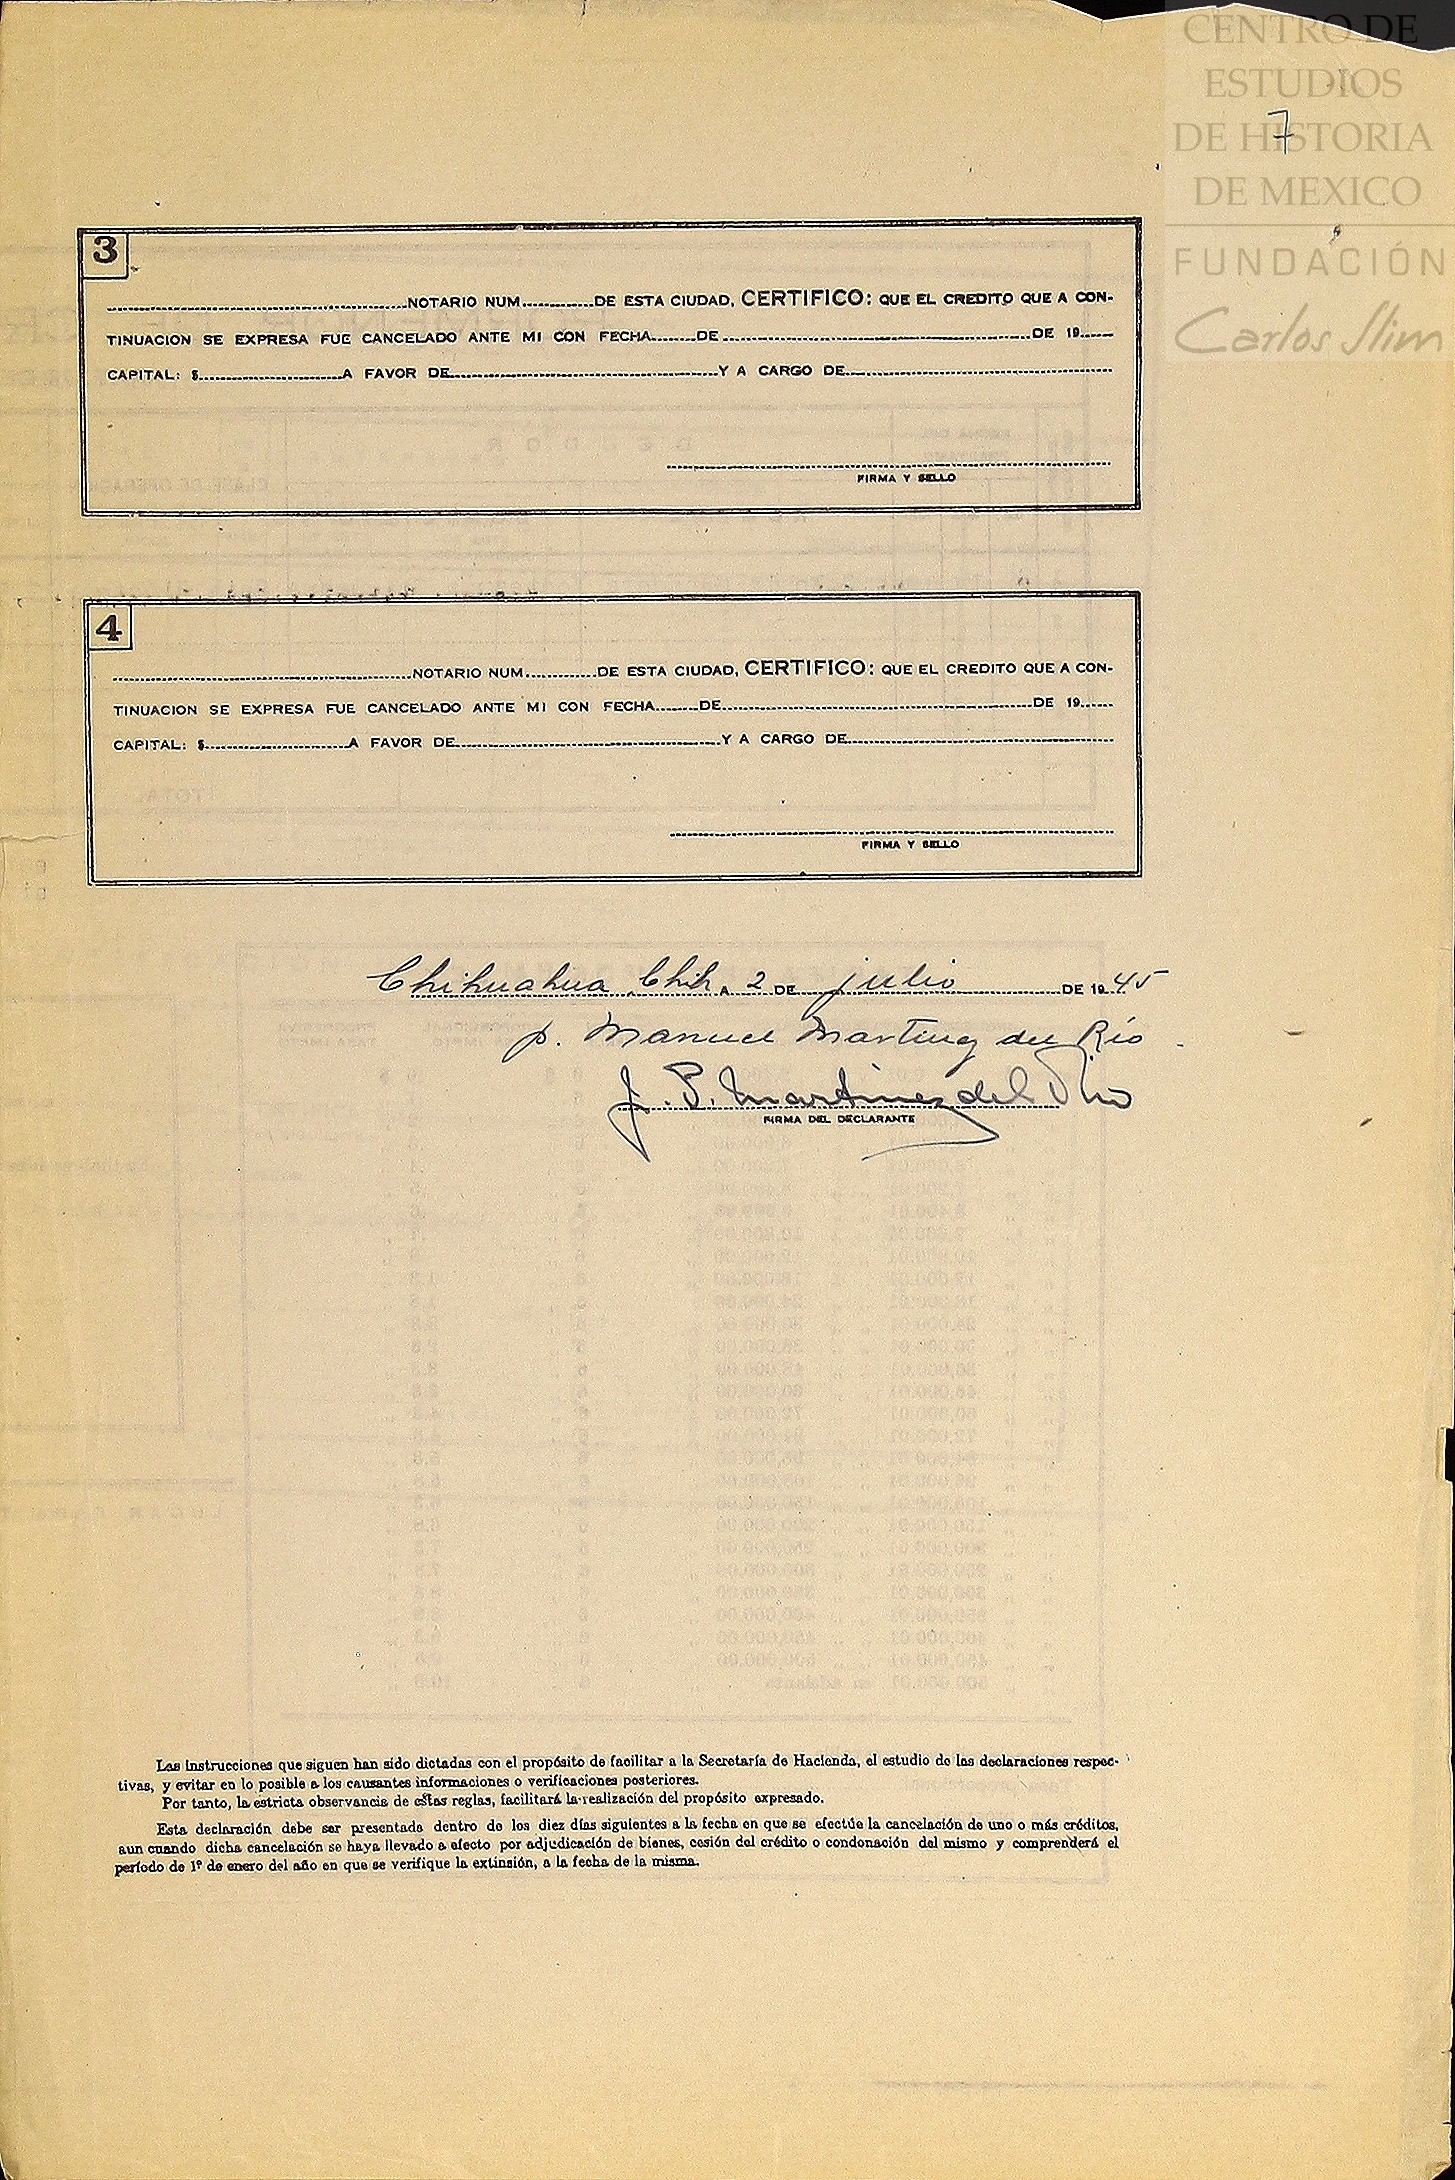 CENTRO DE
ESTUDIOS
DE HISTORIA
DE MEXICO
FUNDACIÓN
Carlos Slim
7
3
NOTARIO NUM. DE ESTA CIUDAD, CERTIFICO: QUE EL CREDITO QUE A CON-
TINUACION SE EXPRESA FUE CANCELADO ANTE MI CON FECHA DE DE 19
CAPITAL: $ A FAVOR DE Y A CARGO DE
FIRMA Y SELLO
4
NOTARIO NUM. DE ESTA CIUDAD, CERTIFICO: QUE EL CREDITO QUE A CON-
TINUACION SE EXPRESA FUE CANCELADO ANTE MI CON FECHA DE DE 19
CAPITAL: $ A FAVOR DE Y A CARGO DE
FIRMA Y SELLO
Chihuahua Chih A 2 DE julio DE 1945
p. Manuel Martinez del Río
J. P. Martinez del Rio
FIRMA DEL DECLARANTE
Las instrucciones que siguen han sido dictadas con el propósito de facilitar a la Secretaría de Hacienda, el estudio de las declaraciones respec-
tivas, y evitar en lo posible a los causantes informaciones o verificaciones posteriores.
Por tanto, la estricta observancia de estas reglas, facilitará la realización del propósito expresado.
Esta declaración debe ser presentada dentro de los diez días siguientes a la fecha en que se efectúe la cancelación de uno o más créditos,
aun cuando dicha cancelación se haya llevado a efecto por adjudicación de bienes, cesión del crédito o condonación del mismo y comprenderá el
período de 1º de enero del año en que se verifique la extinsión, a la fecha de la misma.